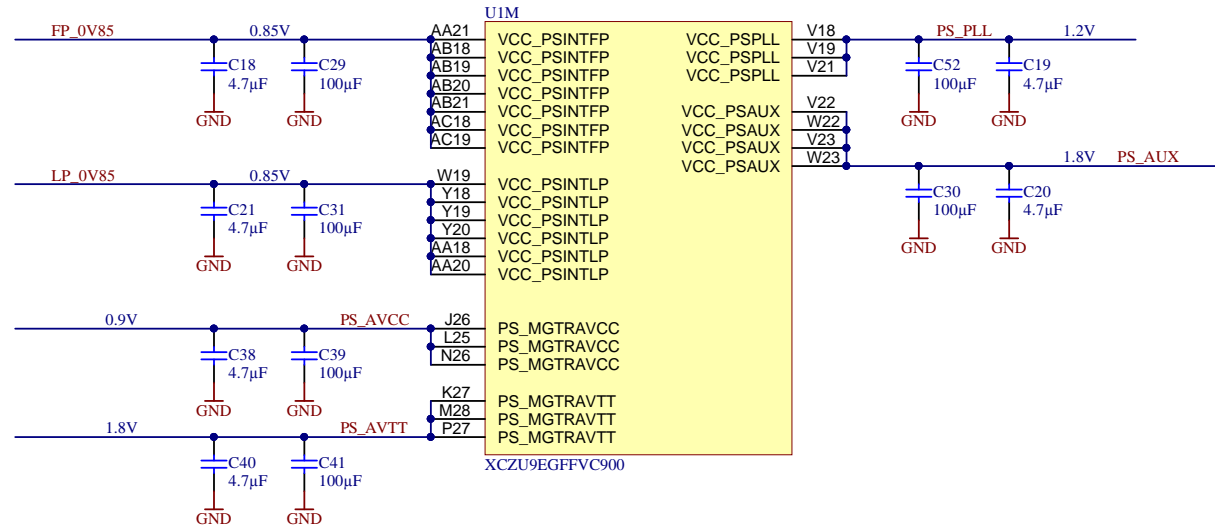 U1M
FP_0V85 0.85V AA21 VCC_PSINTFP
AB18 VCC_PSINTFP
AB19 VCC_PSINTFP
AB20 VCC_PSINTFP
AB21 VCC_PSINTFP
AC18 VCC_PSINTFP
AC19 VCC_PSINTFP
C18 4.7µF GND
C29 100µF GND
LP_0V85 0.85V W19 VCC_PSINTLP
Y18 VCC_PSINTLP
Y19 VCC_PSINTLP
Y20 VCC_PSINTLP
AA18 VCC_PSINTLP
AA20 VCC_PSINTLP
C21 4.7µF GND
C31 100µF GND
0.9V PS_AVCC J26 PS_MGTRAVCC
L25 PS_MGTRAVCC
N26 PS_MGTRAVCC
C38 4.7µF GND
C39 100µF GND
K27 PS_MGTRAVTT
M28 PS_MGTRAVTT
1.8V PS_AVTT P27 PS_MGTRAVTT
C40 4.7µF GND
C41 100µF GND
VCC_PSPLL V18 PS_PLL 1.2V
VCC_PSPLL V19
VCC_PSPLL V21
C52 100µF GND
C19 4.7µF GND
VCC_PSAUX V22
VCC_PSAUX W22
VCC_PSAUX V23
VCC_PSAUX W23 1.8V PS_AUX
C30 100µF GND
C20 4.7µF GND
XCZU9EGFFVC900